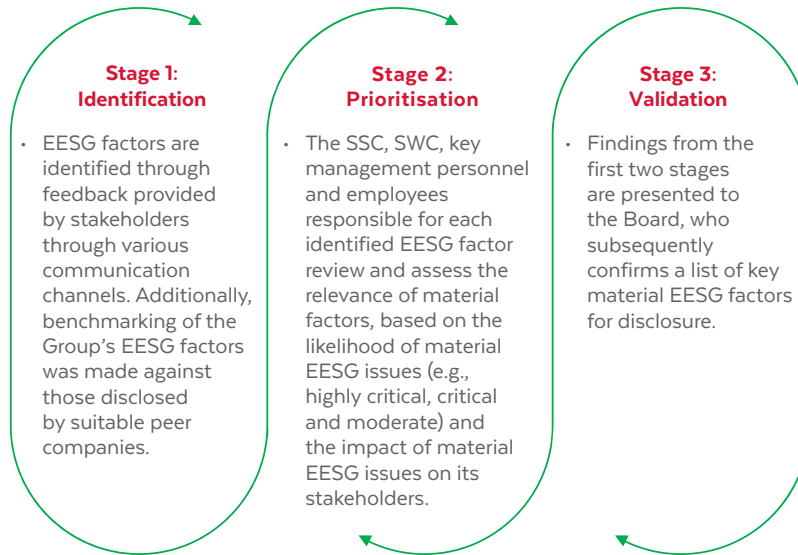 Stage 1:
Identification
• EESG factors are
identified through
feedback provided
by stakeholders
through various
communication
channels. Additionally,
benchmarking of the
Group's EESG factors
was made against
those disclosed
by suitable peer
companies.
Stage 2:
Prioritisation
• The SSC, SWC, key
management personnel
and employees
responsible for each
identified EESG factor
review and assess the
relevance of material
factors, based on the
likelihood of material
EESG issues (e.g.,
highly critical, critical
and moderate) and
the impact of material
EESG issues on its
stakeholders.
Stage 3:
Validation
• Findings from the
first two stages
are presented to
the Board, who
subsequently
confirms a list of key
material EESG factors
for disclosure.